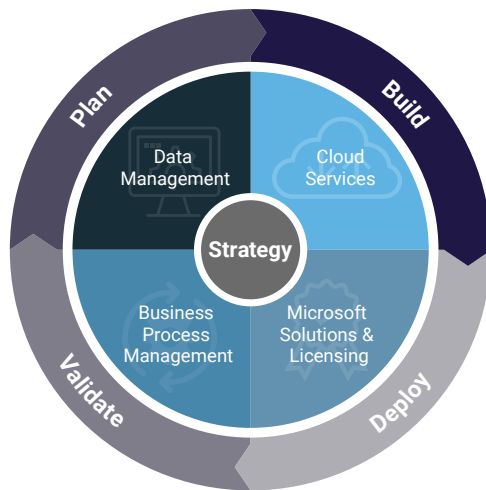 Plan
Build
Data
Management
Cloud
Services
Strategy
Business
Process
Management
Microsoft
Solutions &
Licensing
Validate
Deploy